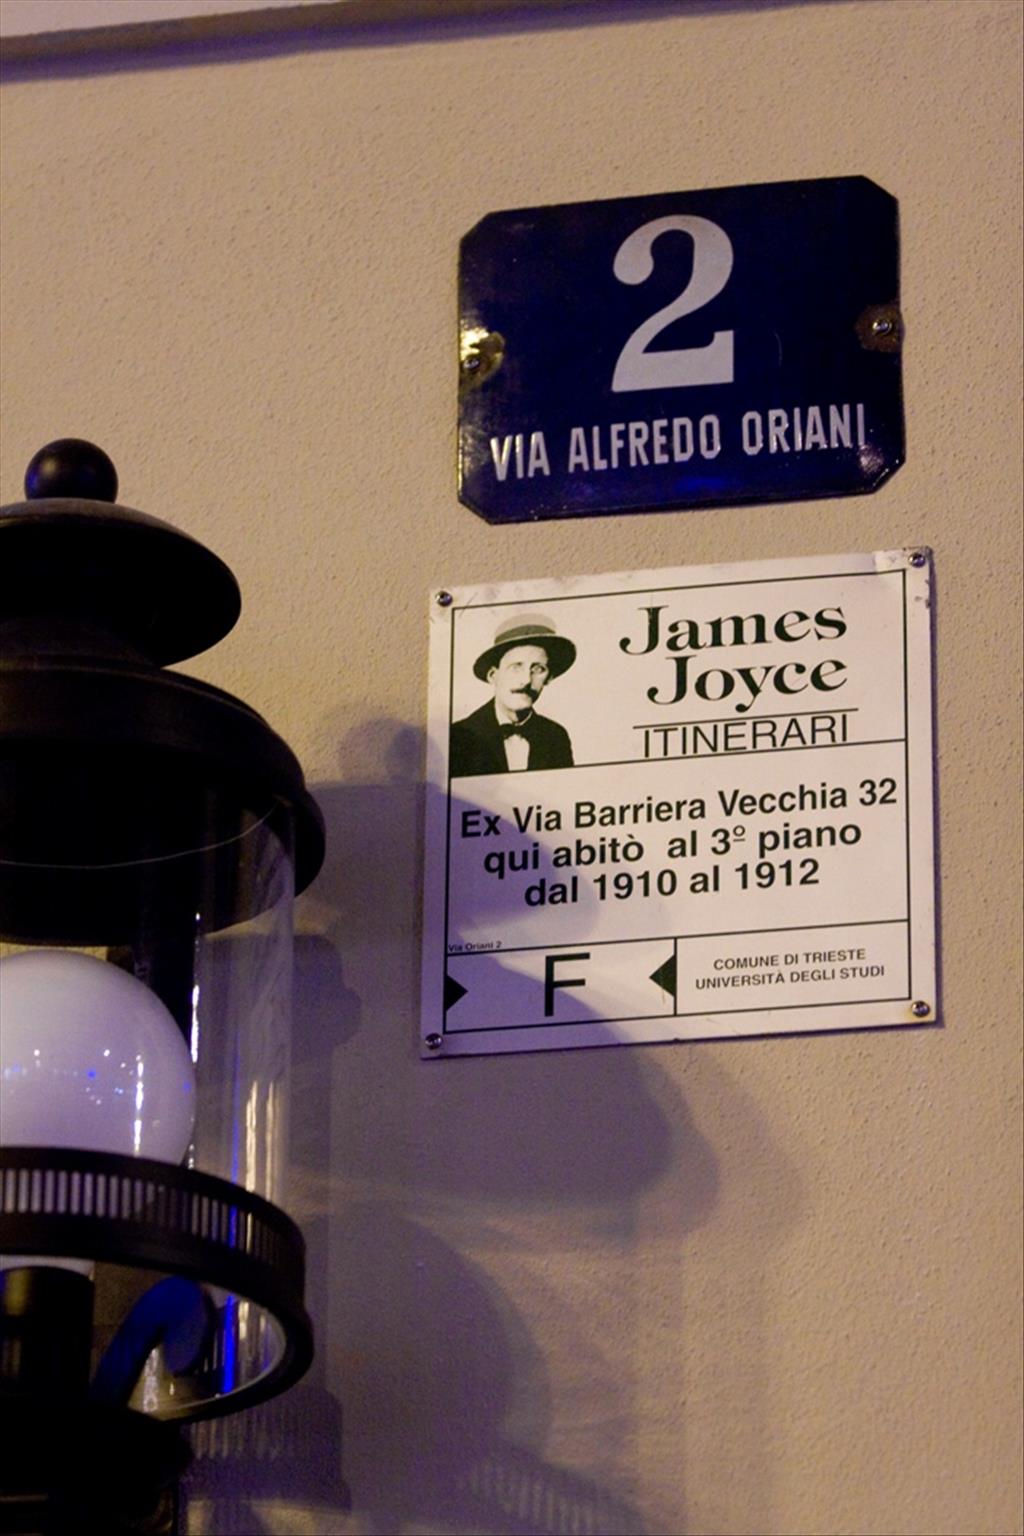 2
VIA ALFREDO ORIANI
James
Joyce
ITINERARI
Ex Via Barriera Vecchia 32
qui abitò al 3º piano
dal 1910 al 1912
Via Oriani 2
F
COMUNE DI TRIESTE
UNIVERSITÀ DEGLI STUDI